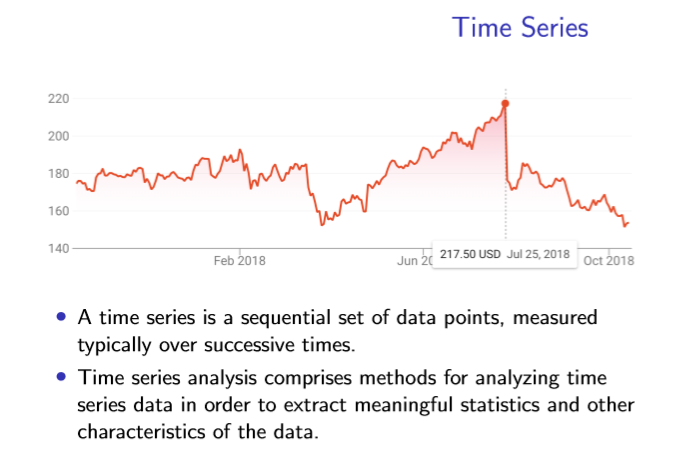 Time Series
220
200
180
160
140
Feb 2018
Jun 20
217.50 USD Jul 25, 2018
Oct 2018
• A time series is a sequential set of data points, measured
typically over successive times.
• Time series analysis comprises methods for analyzing time
series data in order to extract meaningful statistics and other
characteristics of the data.